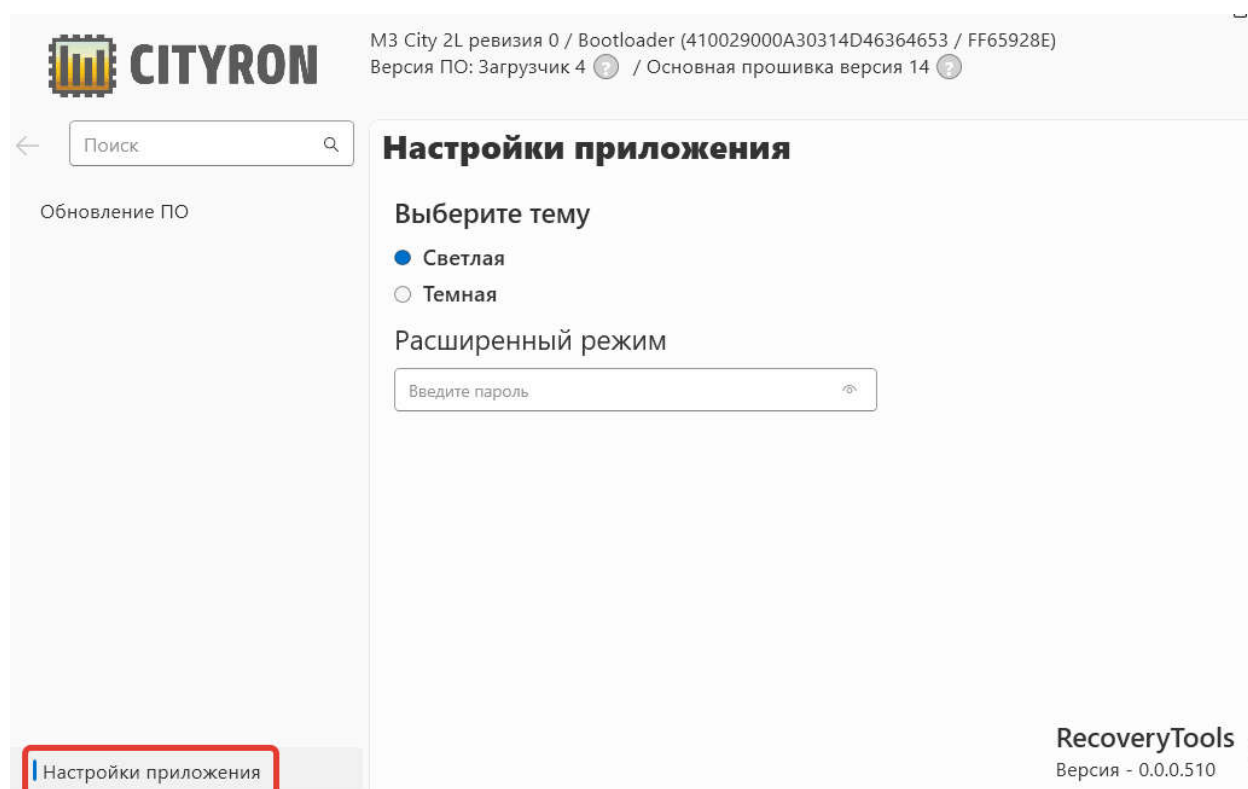 CITYRON
M3 City 2L ревизия 0 / Bootloader (410029000A30314D46364653 / FF65928E)
Версия ПО: Загрузчик 4 ? / Основная прошивка версия 14 ?
Поиск
Обновление ПО
Настройки приложения
Настройки приложения
Выберите тему
Светлая
Темная
Расширенный режим
Введите пароль
RecoveryTools
Версия - 0.0.0.510